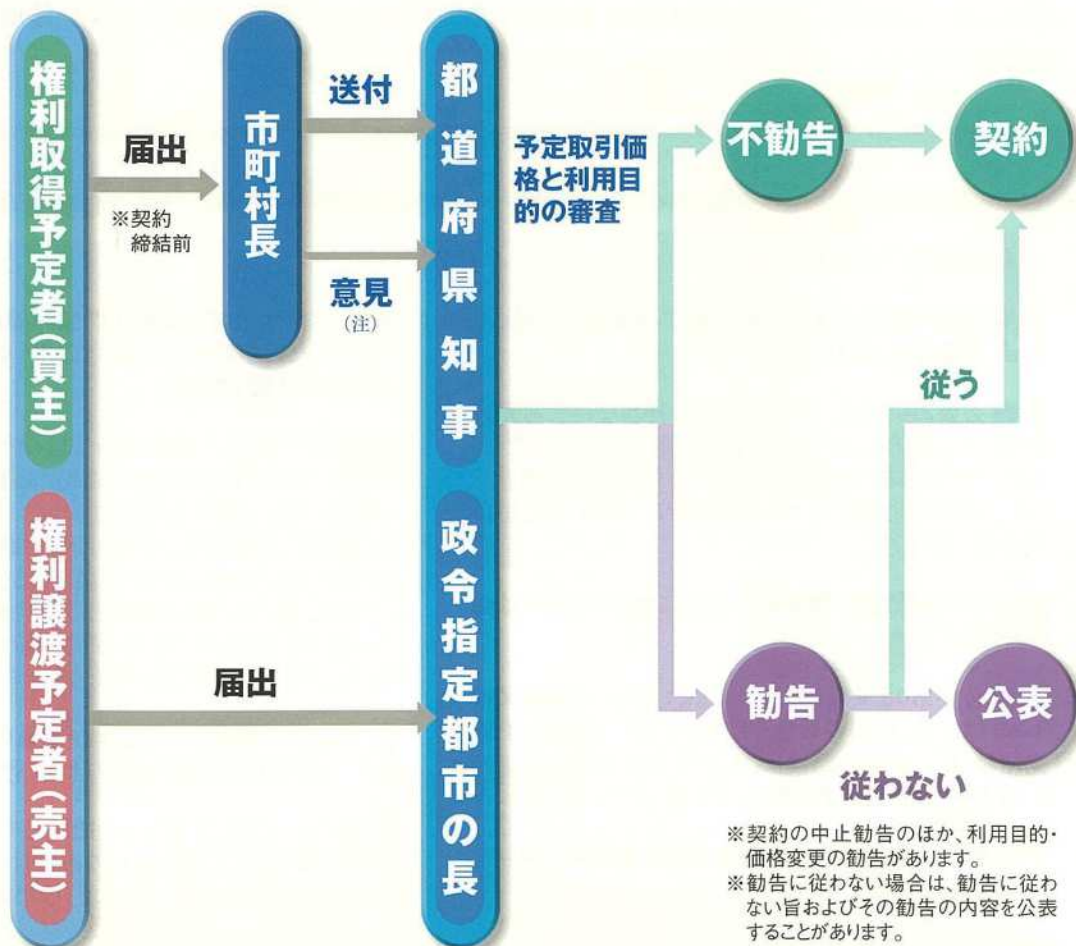 権利取得予定者(買主)
権利譲渡予定者(売主)
届出
※契約
締結前
市町村長
送付
意見
(注)
届出
都道府県知事
政令指定都市の長
予定取引価
格と利用目
的の審査
不勧告
契約
従う
勧告
公表
従わない
※契約の中止勧告のほか、利用目的・
価格変更の勧告があります。
※勧告に従わない場合は、勧告に従わ
ない旨およびその勧告の内容を公表
することがあります。